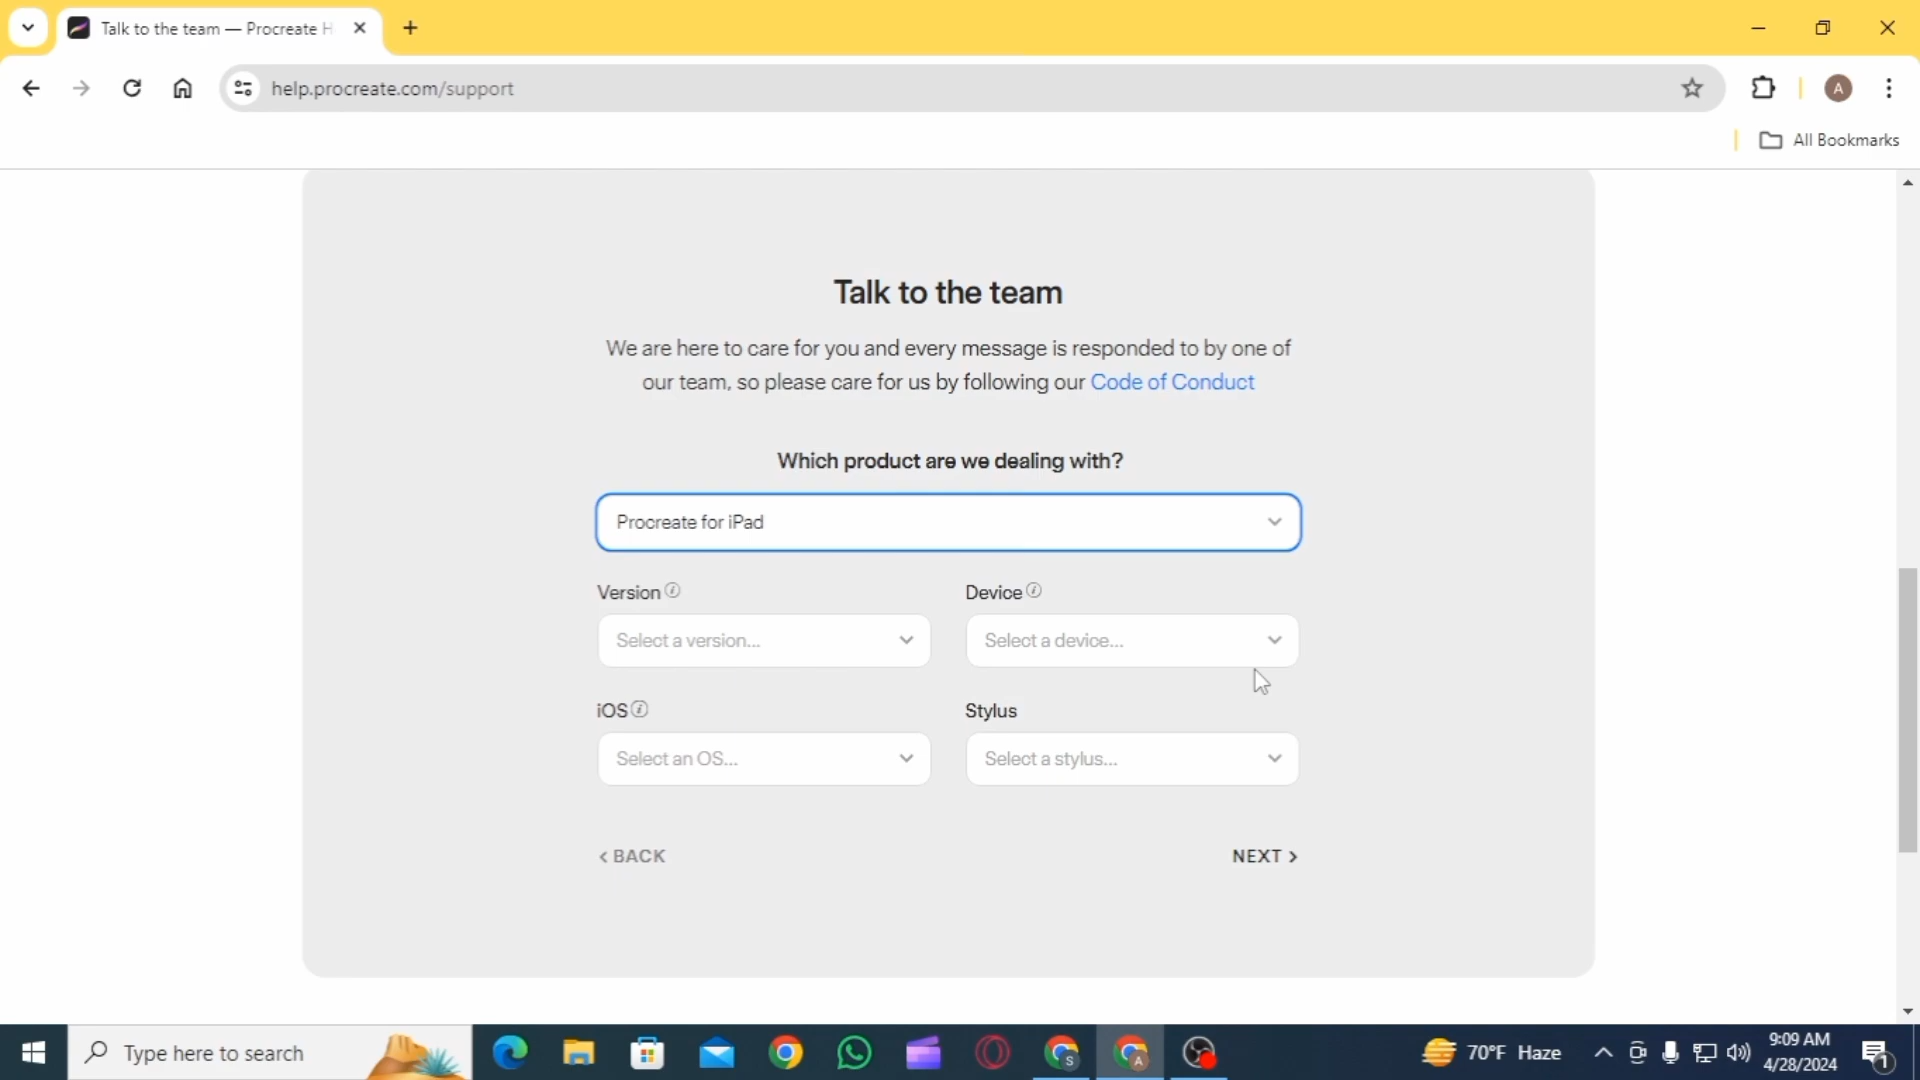 Talk to the team — Procreate H
help.procreate.com/support
A
All Bookmarks
Talk to the team
We are here to care for you and every message is responded to by one of
our team, so please care for us by following our Code of Conduct
Which product are we dealing with?
Procreate for iPad
Version
Device
Select a version...
Select a device...
iOS
Stylus
Select an OS...
Select a stylus...
< BACK
NEXT >
Type here to search
S
A
70°F Haze
9:09 AM
4/28/2024
1